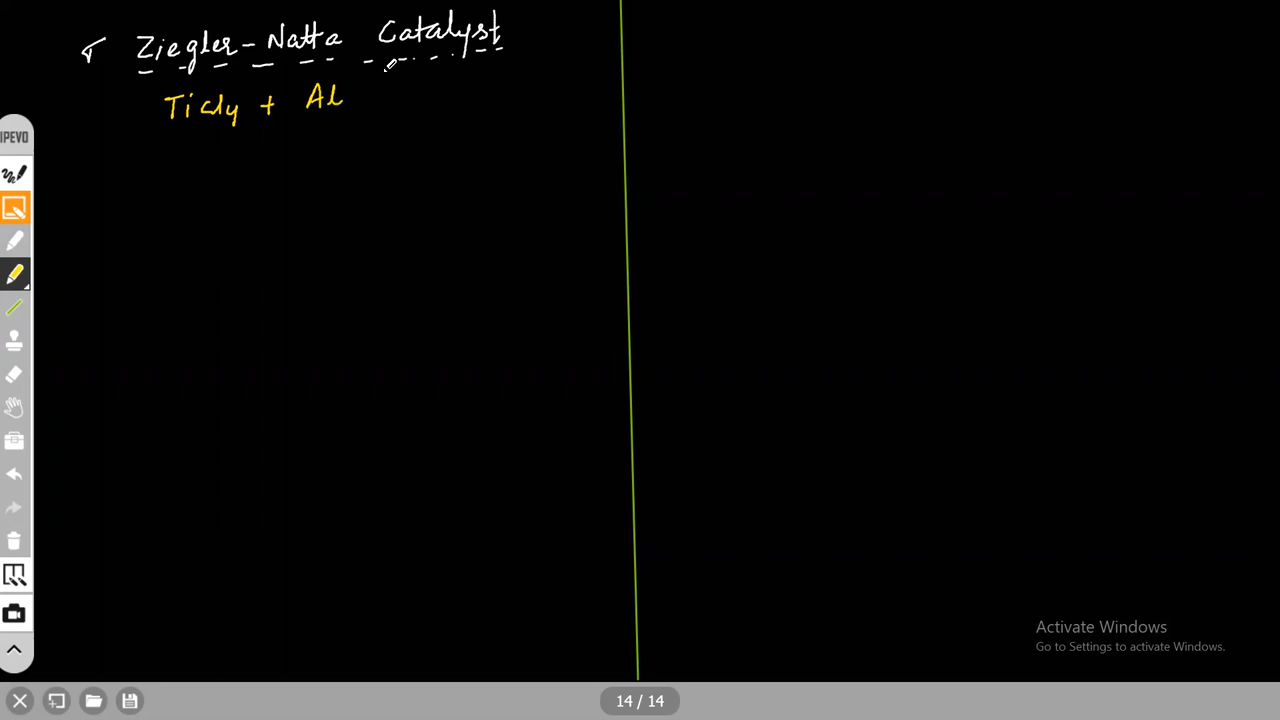 Ziegler-Natta Catalyst
TiCl4 + Al
IPEVO
Activate Windows
Go to Settings to activate Windows.
14 / 14